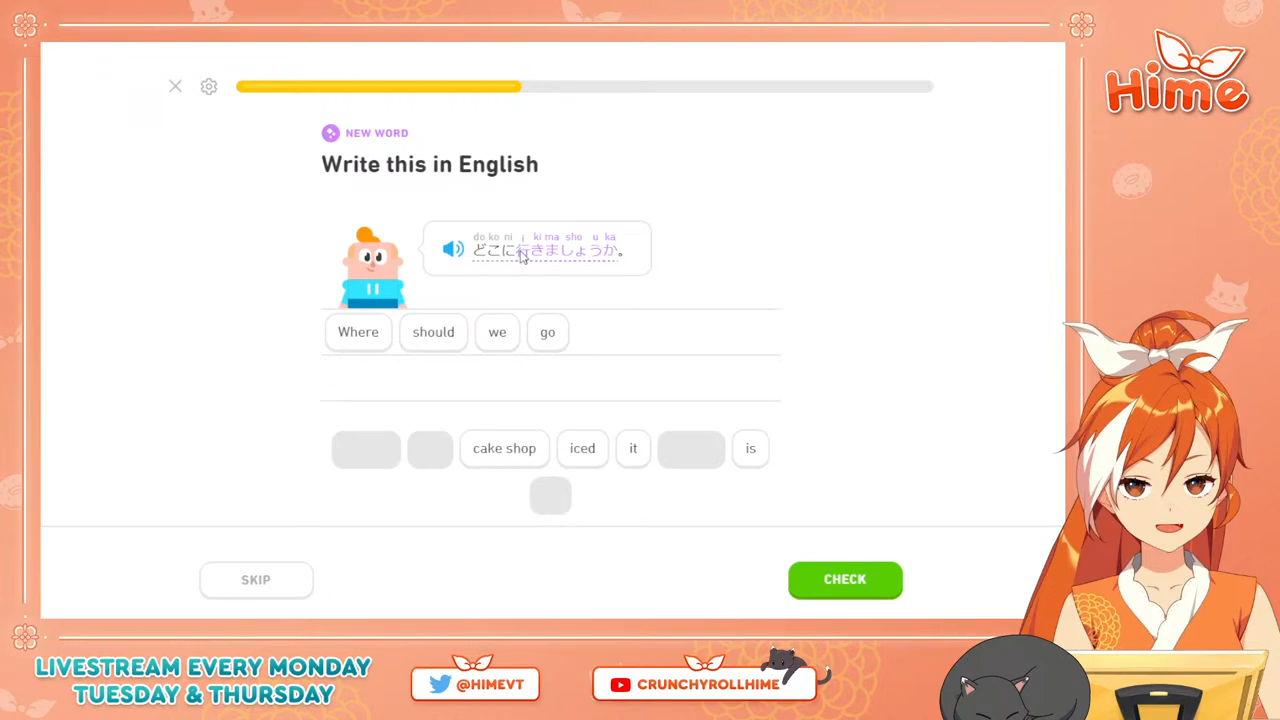 Hime
NEW WORD
Write this in English
do ko ni i ki ma sho u ka
どこに行きましょうか。
Where should we go
cake shop iced it is
SKIP
CHECK
LIVESTREAM EVERY MONDAY
TUESDAY & THURSDAY
@HIMEVT
CRUNCHYROLLHIME